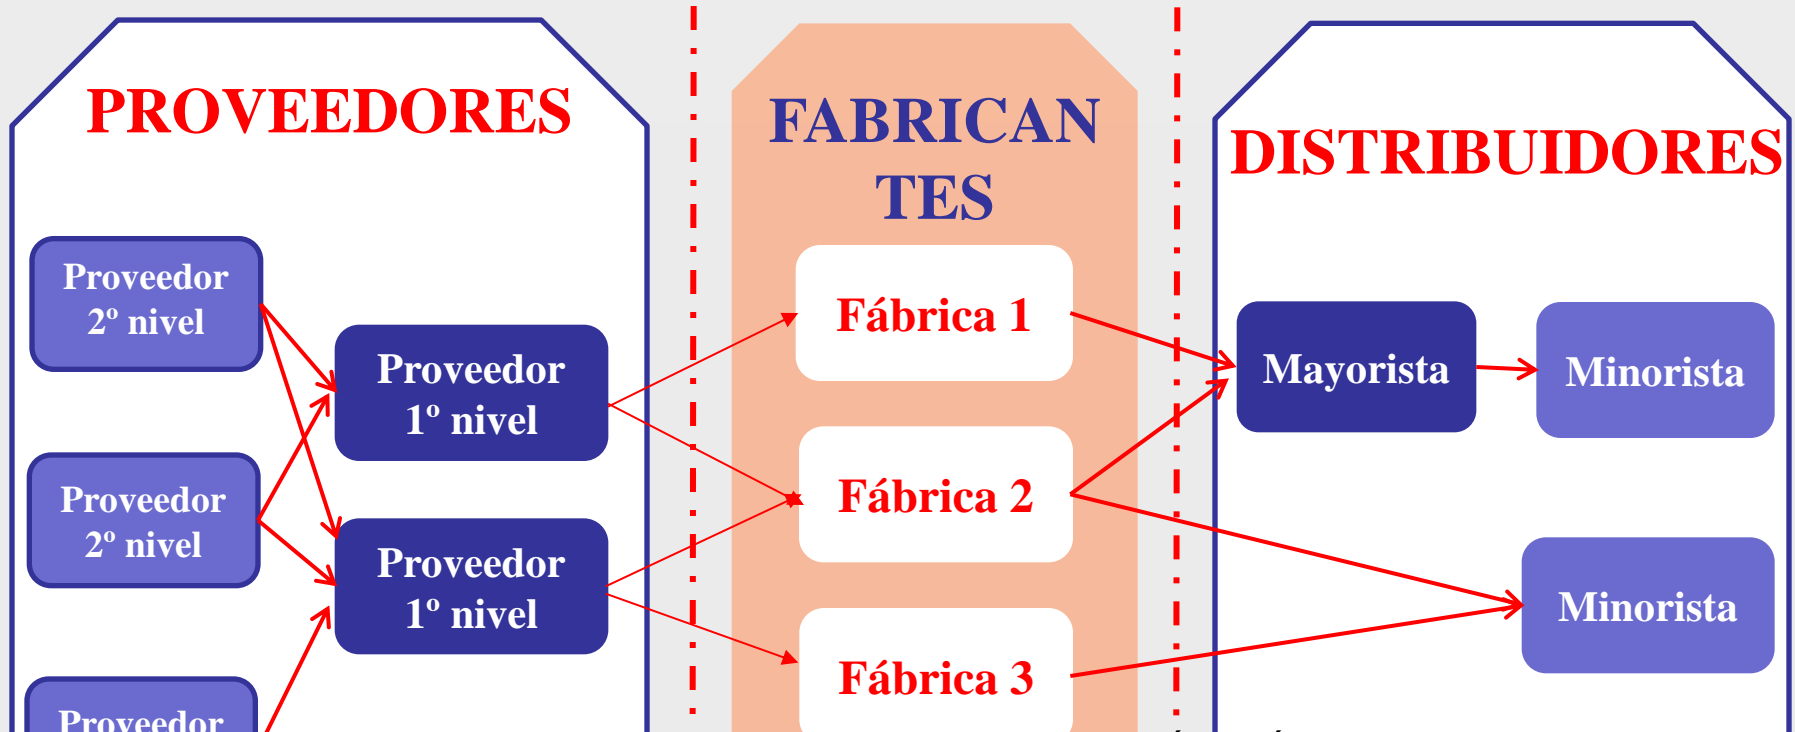 PROVEEDORES
Proveedor
2º nivel
Proveedor
2º nivel
Proveedor
Proveedor
1º nivel
Proveedor
1º nivel
FABRICAN
TES
Fábrica 1
Fábrica 2
Fábrica 3
DISTRIBUIDORES
Mayorista
Minorista
Minorista